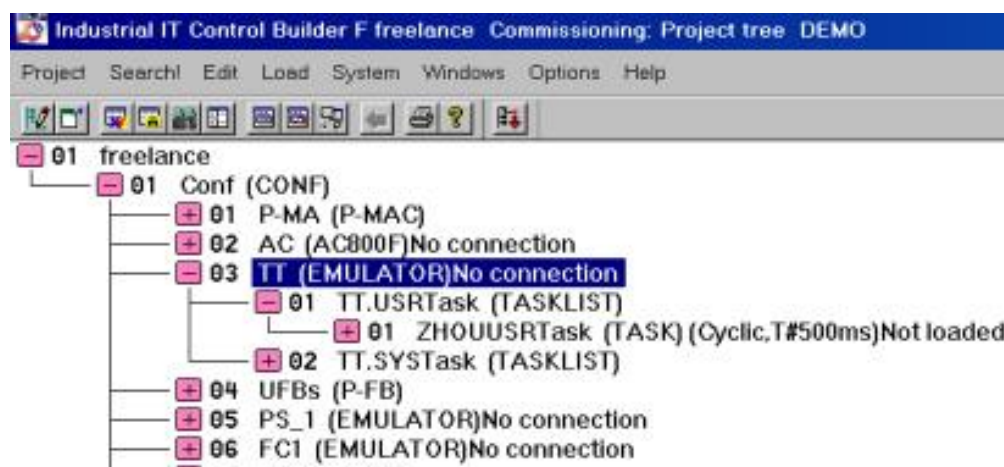 Industrial IT Control Builder F freelance Commissioning: Project tree DEMO
Project Search! Edit Load System Windows Options Help
01 freelance
01 Conf (CONF)
01 P-MA (P-MAC)
02 AC (AC800F)No connection
03 TT (EMULATOR)No connection
01 TT.USRTask (TASKLIST)
01 ZHOUUSRTask (TASK) (Cyclic,T#500ms)Not loaded
02 TT.SYSTask (TASKLIST)
04 UFBs (P-FB)
05 PS_1 (EMULATOR)No connection
06 FC1 (EMULATOR)No connection